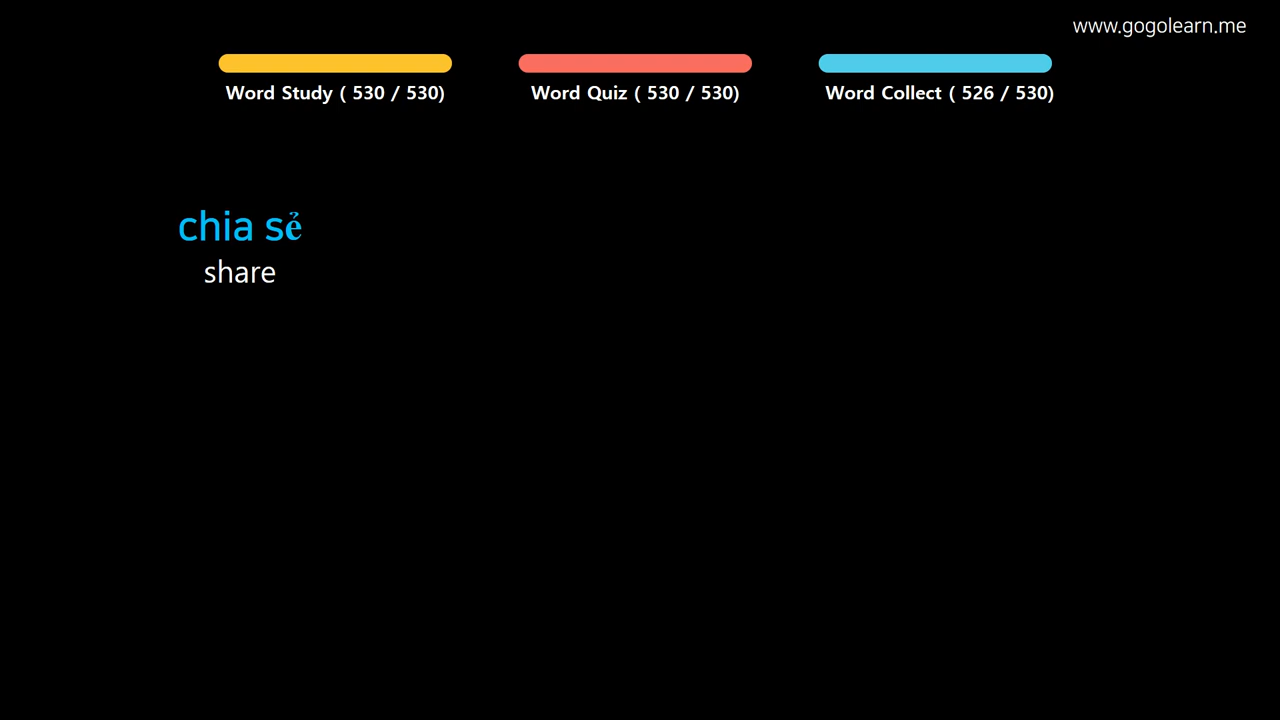 www.gogolearn.me
Word Study ( 530 / 530)
Word Quiz ( 530 / 530)
Word Collect ( 526 / 530)
chia sẻ
share